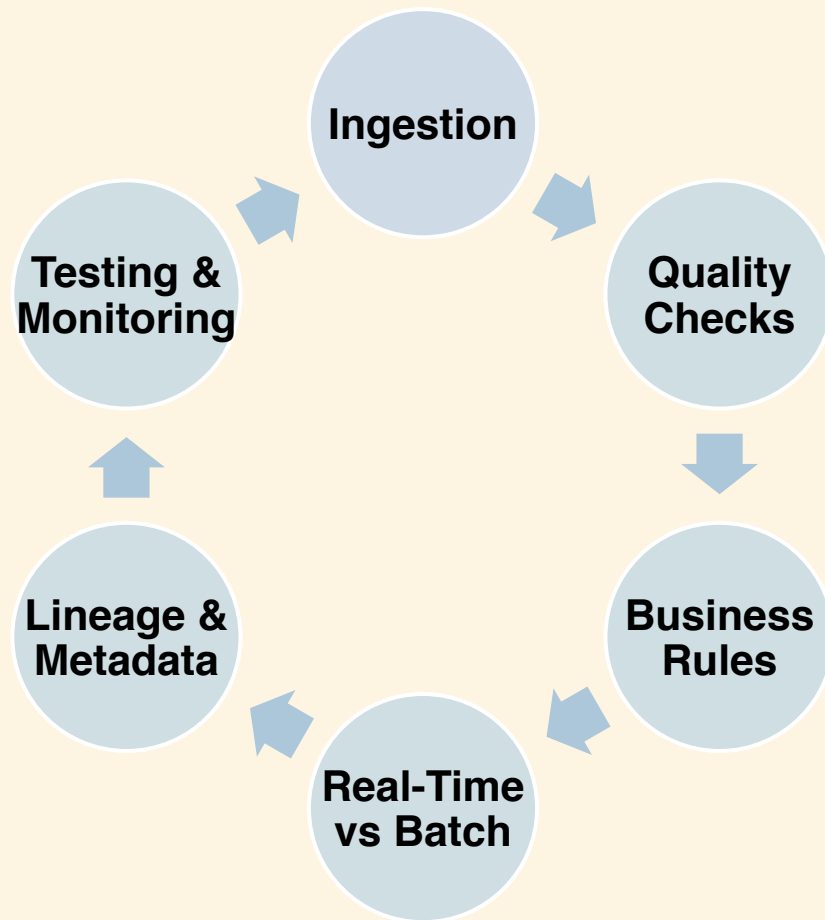 Ingestion
Quality
Checks
Business
Rules
Real-Time
vs Batch
Lineage &
Metadata
Testing &
Monitoring